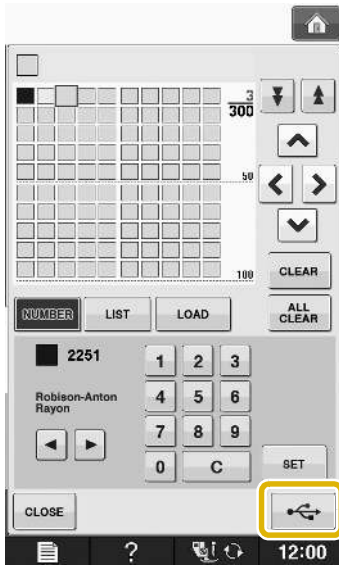 3
300
50
100
CLEAR
NUMBER LIST LOAD ALL CLEAR
2251
Robison-Anton
Rayon
1 2 3
4 5 6
7 8 9
0 C SET
CLOSE
? 12:00